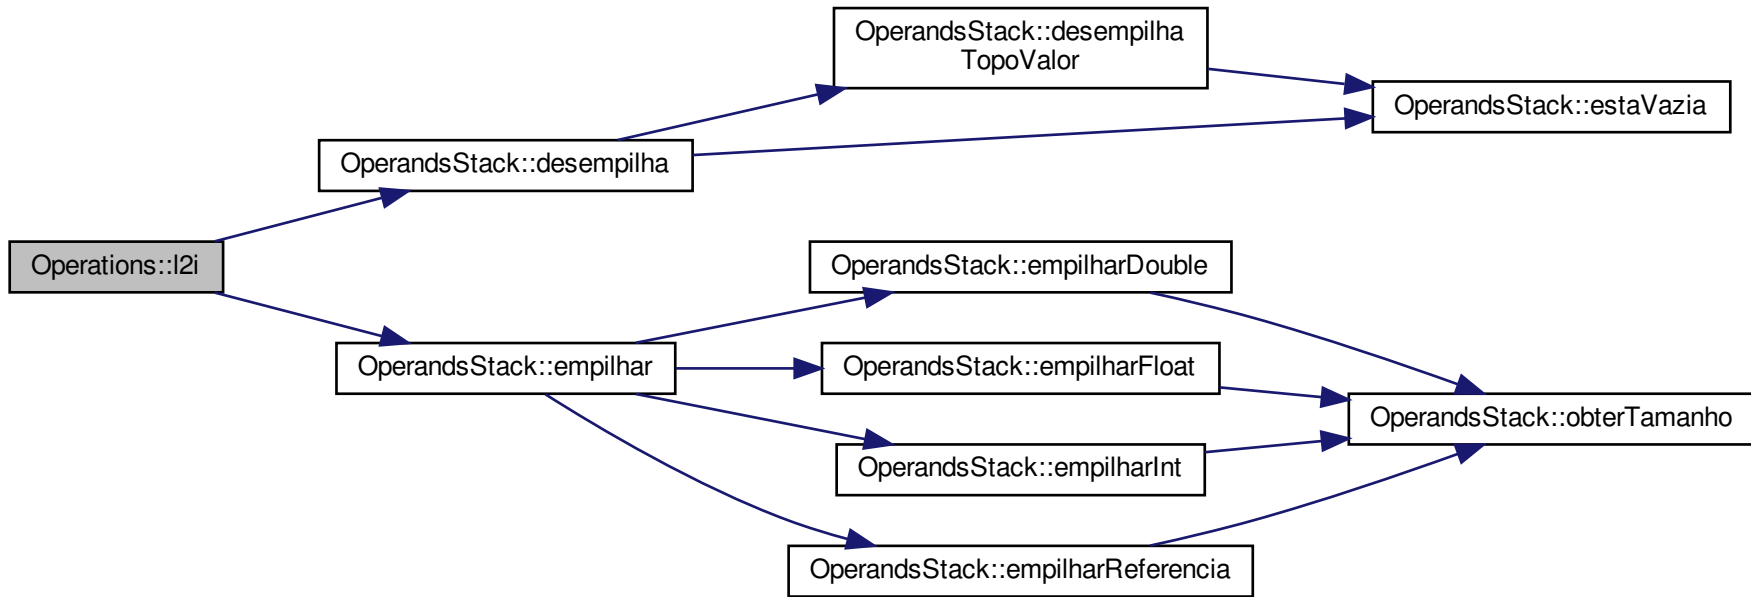 Operations::l2i
OperandsStack::desempilha
OperandsStack::desempilha
TopoValor
OperandsStack::estaVazia
OperandsStack::empilhar
OperandsStack::empilharDouble
OperandsStack::empilharFloat
OperandsStack::empilharInt
OperandsStack::empilharReferencia
OperandsStack::obterTamanho